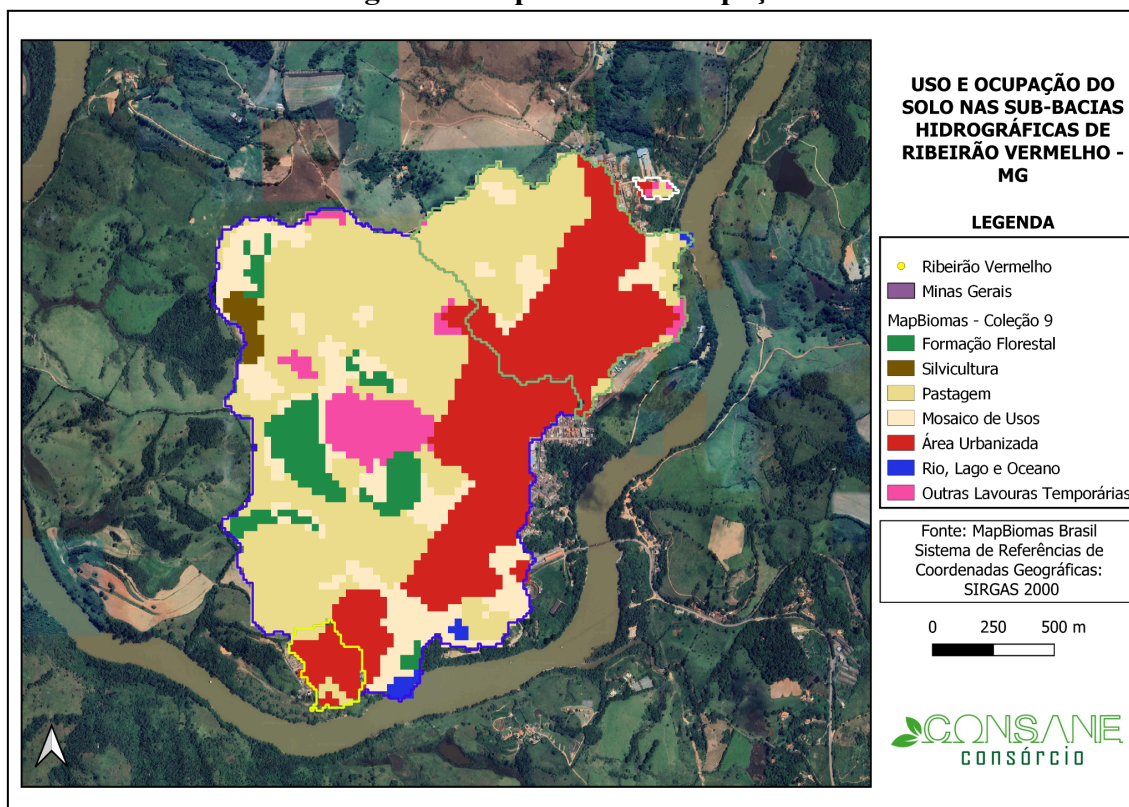 USO E OCUPAÇÃO DO
SOLO NAS SUB-BACIAS
HIDROGRÁFICAS DE
RIBEIRÃO VERMELHO -
MG
LEGENDA
Ribeirão Vermelho
Minas Gerais
MapBiomas - Coleção 9
Formação Florestal
Silvicultura
Pastagem
Mosaico de Usos
Área Urbanizada
Rio, Lago e Oceano
Outras Lavouras Temporárias
Fonte: MapBiomas Brasil
Sistema de Referências de
Coordenadas Geográficas:
SIRGAS 2000
0 250 500 m
CONSANE
consórcio